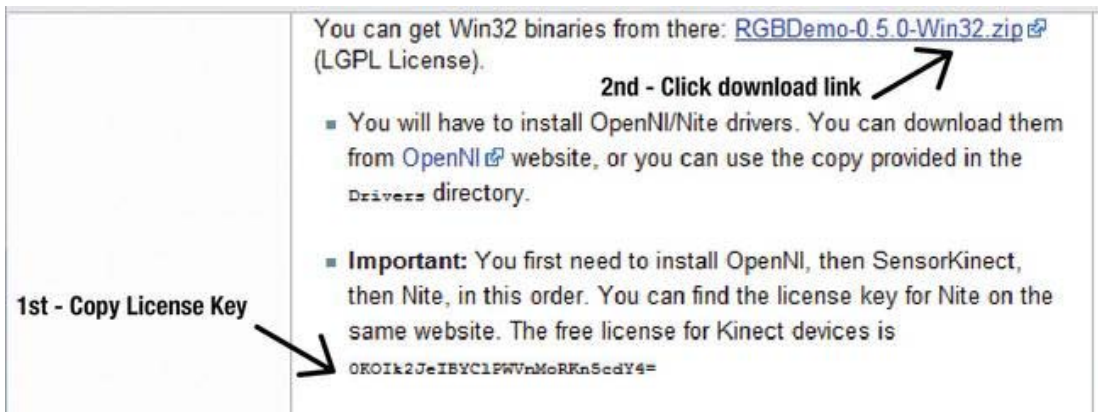 You can get Win32 binaries from there: RGBDemo-0.5.0-Win32.zip
(LGPL License).
2nd - Click download link
You will have to install OpenNI/Nite drivers. You can download them
from OpenNI website, or you can use the copy provided in the
Drivers directory.
Important: You first need to install OpenNI, then SensorKinect,
then Nite, in this order. You can find the license key for Nite on the
1st - Copy License Key
same website. The free license for Kinect devices is
0KOIk2JeIBYClPWVnMoRKn5cdY4=